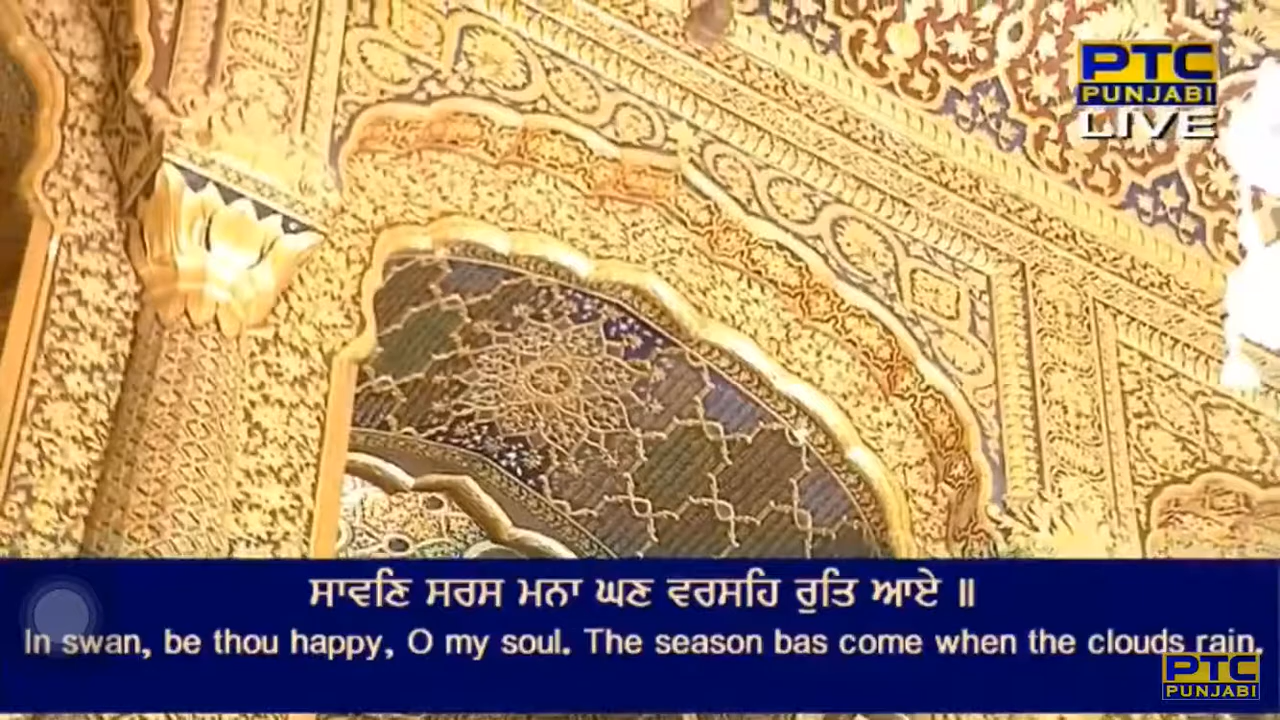 PTC
PUNJABI
LIVE
ਸਾਵਣਿ ਸਰਸ ਮਨਾ ਘਣ ਵਰਸਹਿ ਰੁਤਿ ਆਏ ॥
In swan, be thou happy, O my soul. The season bas come when the clouds rain.
PTC
PUNJABI